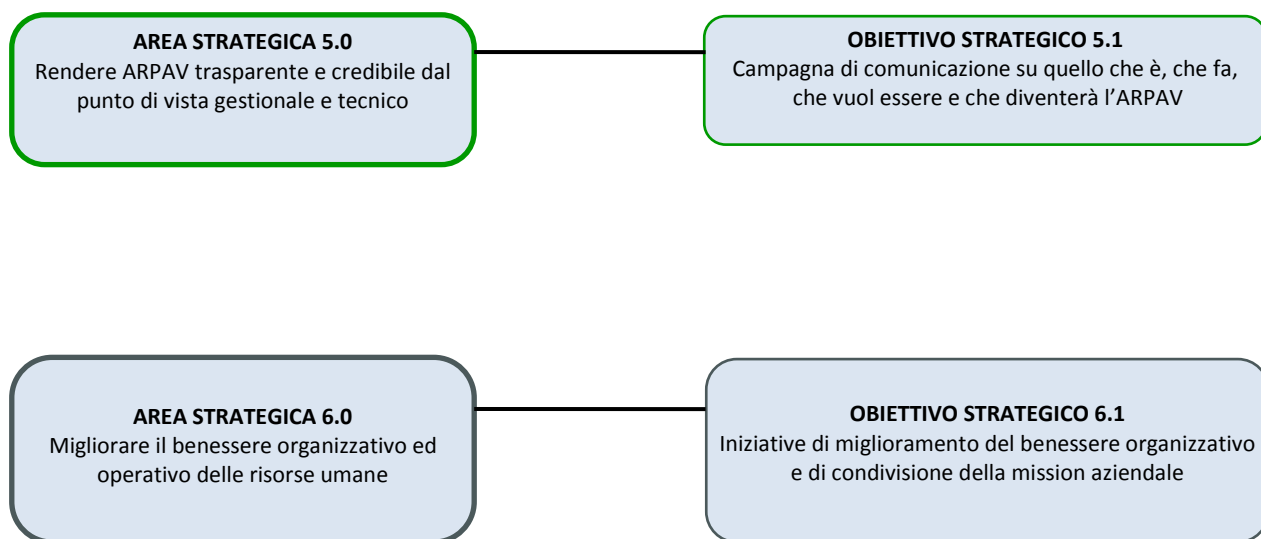 AREA STRATEGICA 5.0
Rendere ARPAV trasparente e credibile dal
punto di vista gestionale e tecnico
OBIETTIVO STRATEGICO 5.1
Campagna di comunicazione su quello che è, che fa,
che vuol essere e che diventerà l’ARPAV
AREA STRATEGICA 6.0
Migliorare il benessere organizzativo ed
operativo delle risorse umane
OBIETTIVO STRATEGICO 6.1
Iniziative di miglioramento del benessere organizzativo
e di condivisione della mission aziendale